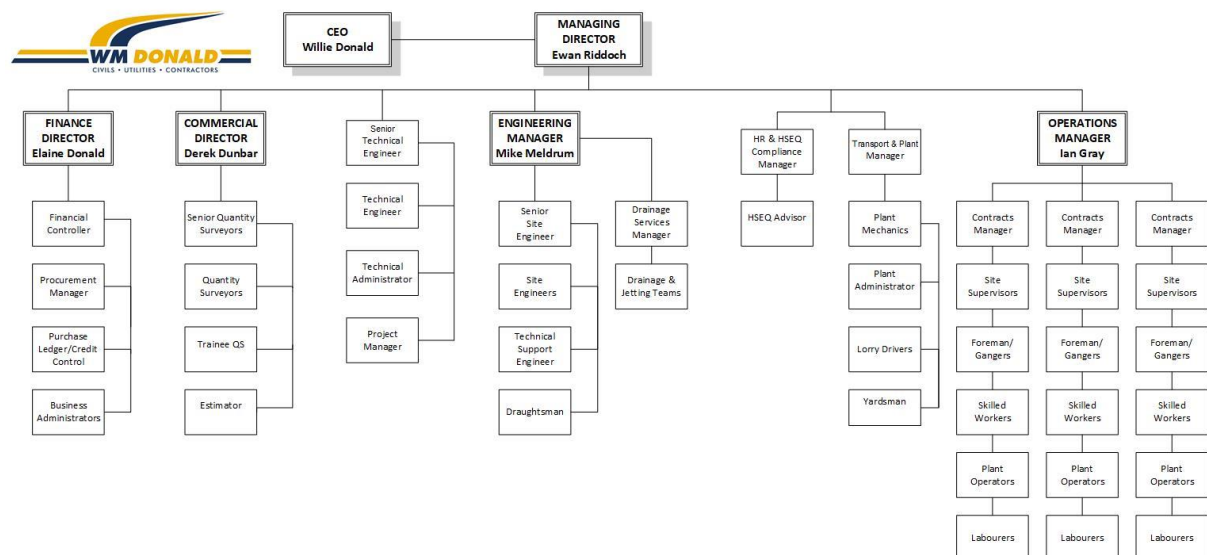 WM DONALD
CIVILS • UTILITIES • CONTRACTORS
CEO
Willie Donald
MANAGING
DIRECTOR
Ewan Riddoch
FINANCE
DIRECTOR
Elaine Donald
Financial
Controller
Procurement
Manager
Purchase
Ledger/Credit
Control
Business
Administrators
COMMERCIAL
DIRECTOR
Derek Dunbar
Senior Quantity
Surveyors
Quantity
Surveyors
Trainee QS
Estimator
Senior
Technical
Engineer
Technical
Engineer
Technical
Administrator
Project
Manager
ENGINEERING
MANAGER
Mike Meldrum
Senior
Site
Engineer
Site
Engineers
Technical
Support
Engineer
Draughtsman
Drainage
Services
Manager
Drainage &
Jetting Teams
HR & HSEQ
Compliance
Manager
HSEQ Advisor
Transport & Plant
Manager
Plant
Mechanics
Plant
Administrator
Lorry Drivers
Yardsman
OPERATIONS
MANAGER
Ian Gray
Contracts
Manager
Site
Supervisors
Foreman/
Gangers
Skilled
Workers
Plant
Operators
Labourers
Contracts
Manager
Site
Supervisors
Foreman/
Gangers
Skilled
Workers
Plant
Operators
Labourers
Contracts
Manager
Site
Supervisors
Foreman/
Gangers
Skilled
Workers
Plant
Operators
Labourers